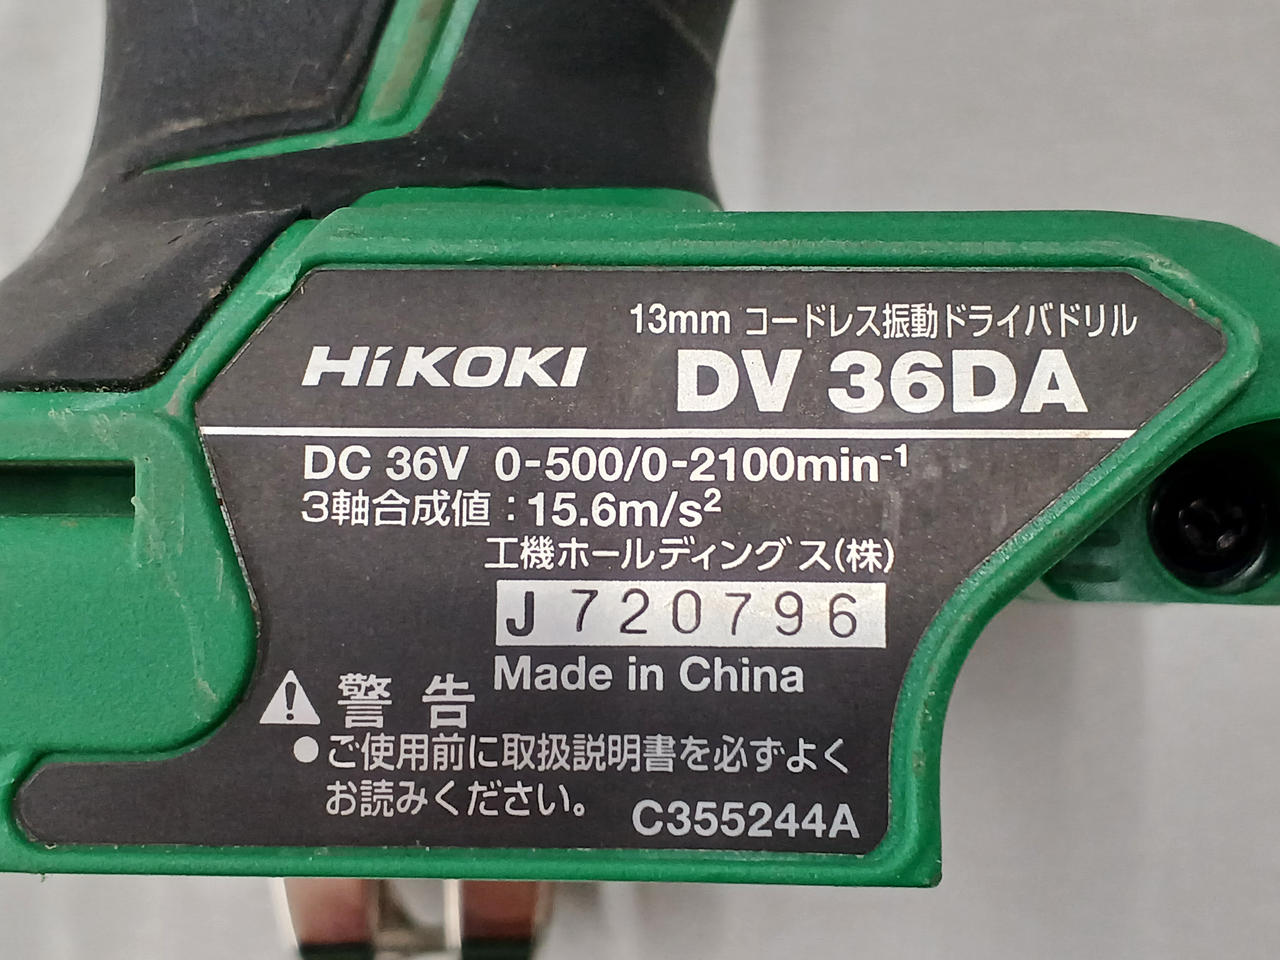 13mm コードレス振動ドライバドリル
HiKOKI DV 36DA
DC 36V 0-500/0-2100min⁻¹
3軸合成値：15.6m/s²
工機ホールディングス(株)
J720796
Made in China
警告
●ご使用前に取扱説明書を必ずよく
お読みください。
C355244A